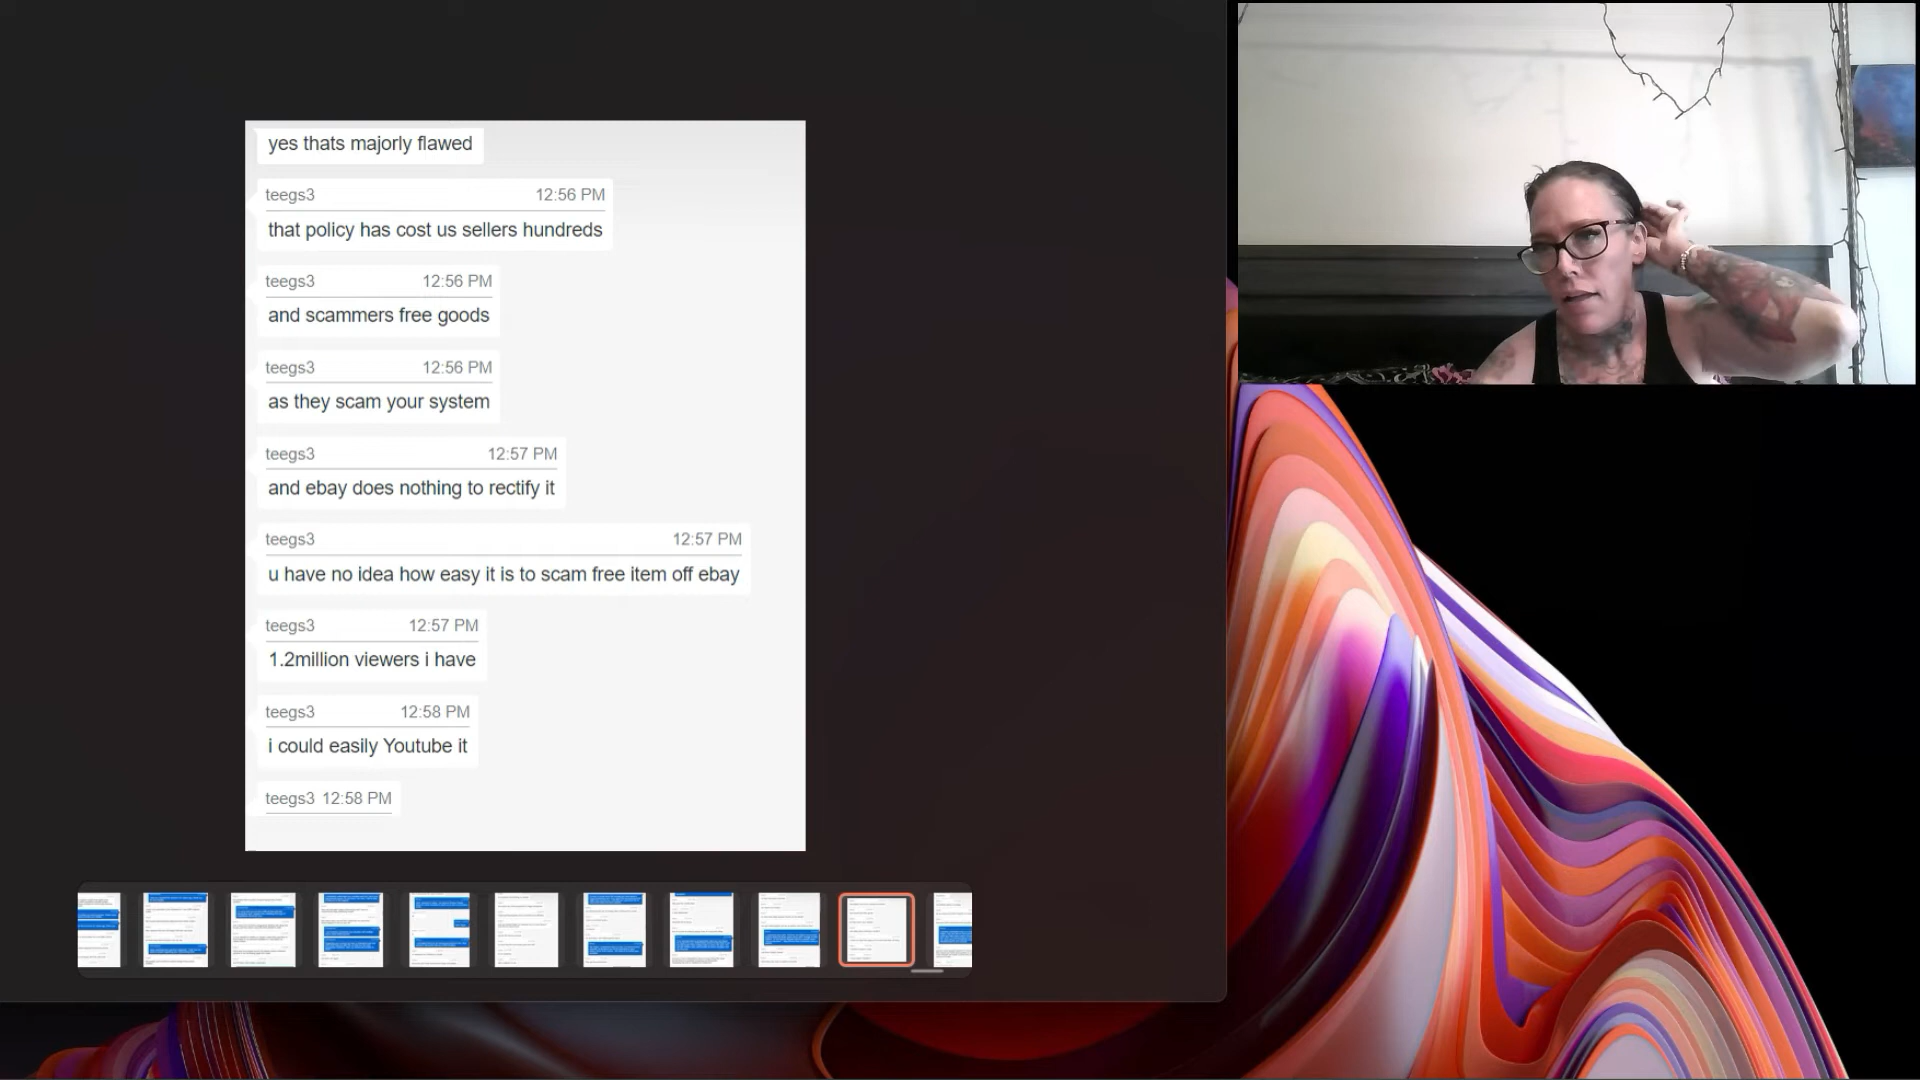 yes thats majorly flawed
teegs3 12:56 PM
that policy has cost us sellers hundreds
teegs3 12:56 PM
and scammers free goods
teegs3 12:56 PM
as they scam your system
teegs3 12:57 PM
and ebay does nothing to rectify it
teegs3 12:57 PM
u have no idea how easy it is to scam free item off ebay
teegs3 12:57 PM
1.2million viewers i have
teegs3 12:58 PM
i could easily Youtube it
teegs3 12:58 PM